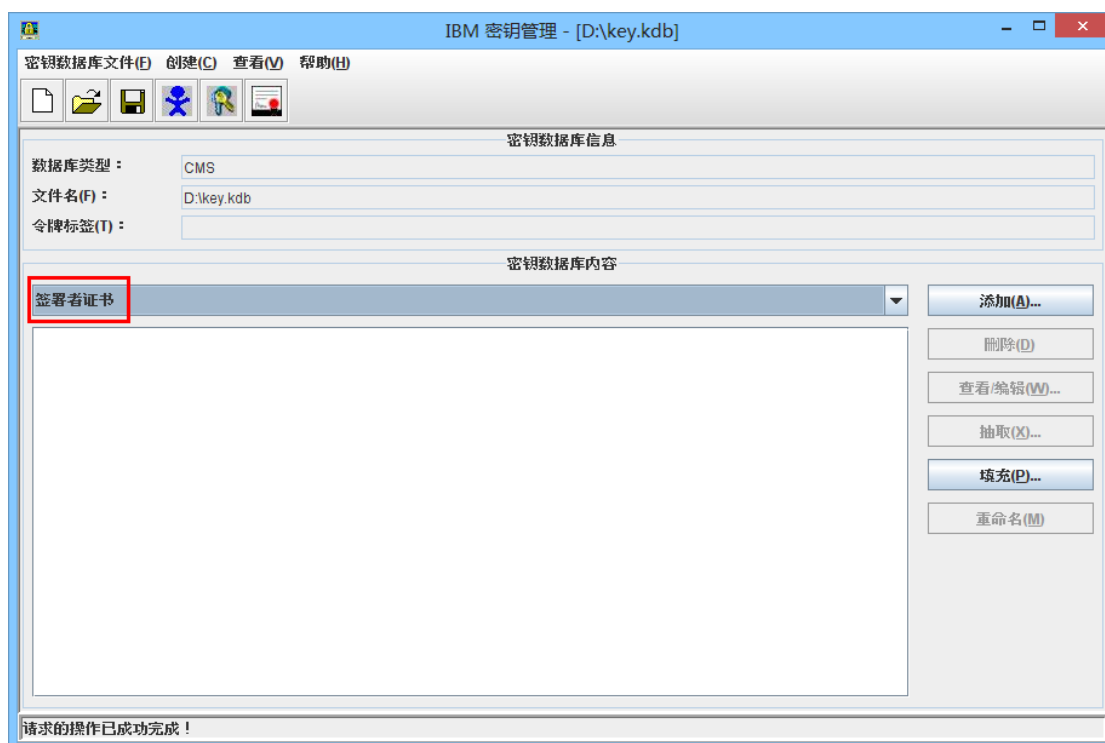 IBM 密钥管理 - [D:\key.kdb]
密钥数据库文件(F) 创建(C) 查看(V) 帮助(H)
密钥数据库信息
数据库类型： CMS
文件名(F)： D:\key.kdb
令牌标签(T)：
密钥数据库内容
签署者证书
添加(A)...
删除(D)
查看/编辑(W)...
抽取(X)...
填充(P)...
重命名(M)
请求的操作已成功完成！